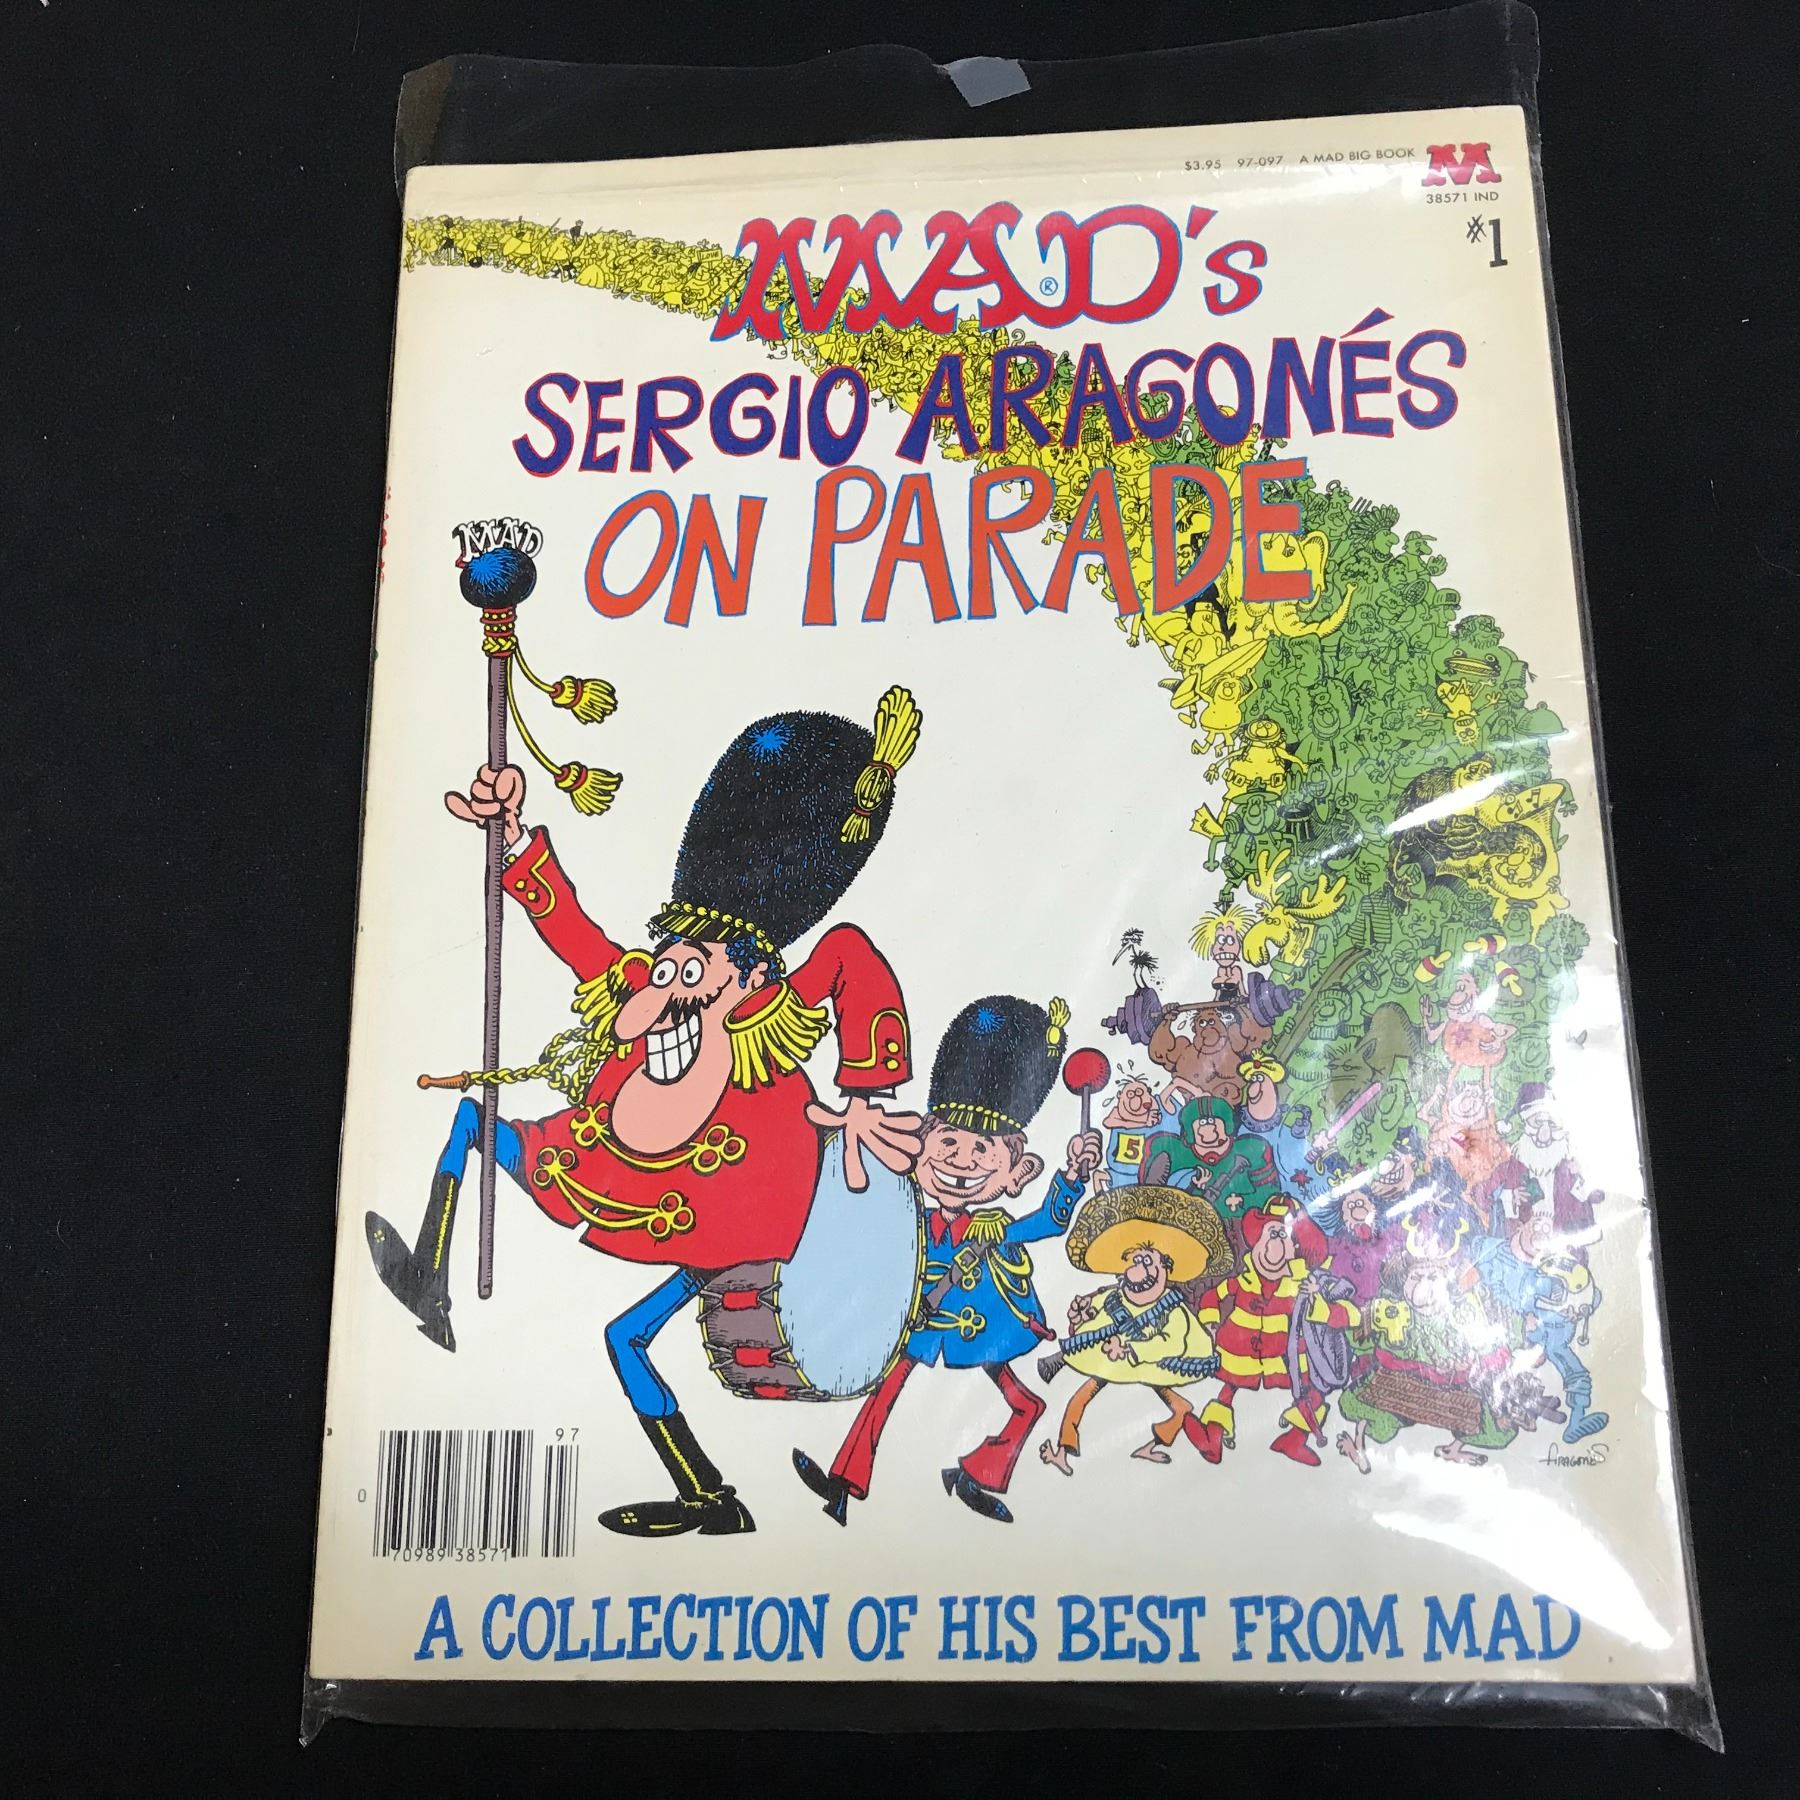 $3.95 97-097 A MAD BIG BOOK M
38571 IND
#1
MAD's
®
SERGIO ARAGONÉS
ON PARADE
MAD
5
ARAGONÉS
97
0 70989 38571
A COLLECTION OF HIS BEST FROM MAD